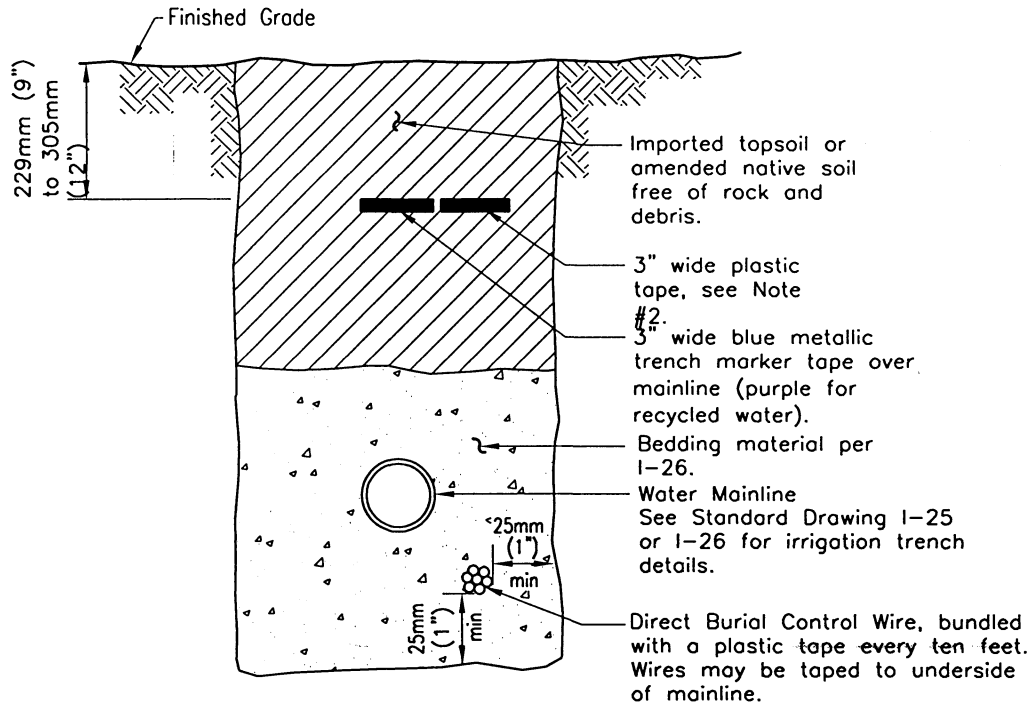 Finished Grade
229mm (9")
to 305mm
(12")
Imported topsoil or
amended native soil
free of rock and
debris.
3" wide plastic
tape, see Note
#2.
3" wide blue metallic
trench marker tape over
mainline (purple for
recycled water).
Bedding material per
I-26.
Water Mainline
See Standard Drawing I-25
or I-26 for irrigation trench
details.
25mm
(1")
min
25mm
(1")
min
Direct Burial Control Wire, bundled
with a plastic tape every ten feet.
Wires may be taped to underside
of mainline.